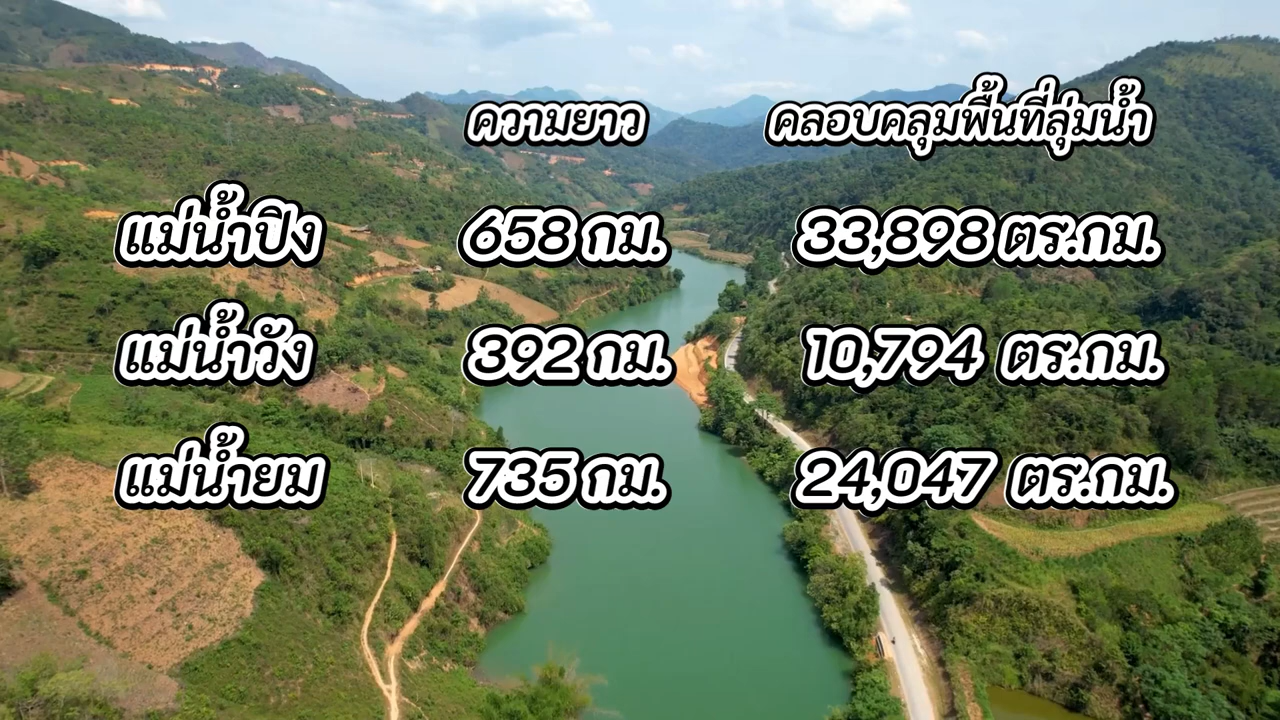 ความยาว คลอบคลุมพื้นที่ลุ่มน้ำ
แม่น้ำปิง 658 กม. 33,898 ตร.กม.
แม่น้ำวัง 392 กม. 10,794 ตร.กม.
แม่น้ำยม 735 กม. 24,047 ตร.กม.